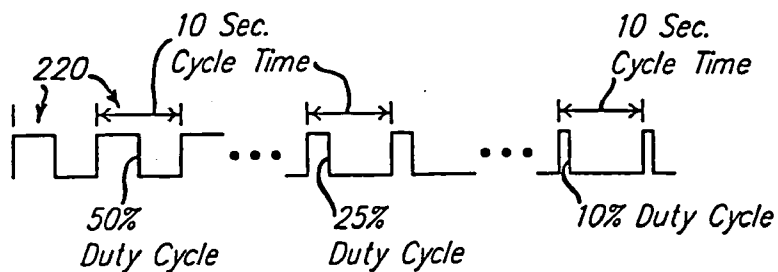 10 Sec.
Cycle Time
10 Sec.
Cycle Time
220
50%
Duty Cycle
25%
Duty Cycle
10% Duty Cycle